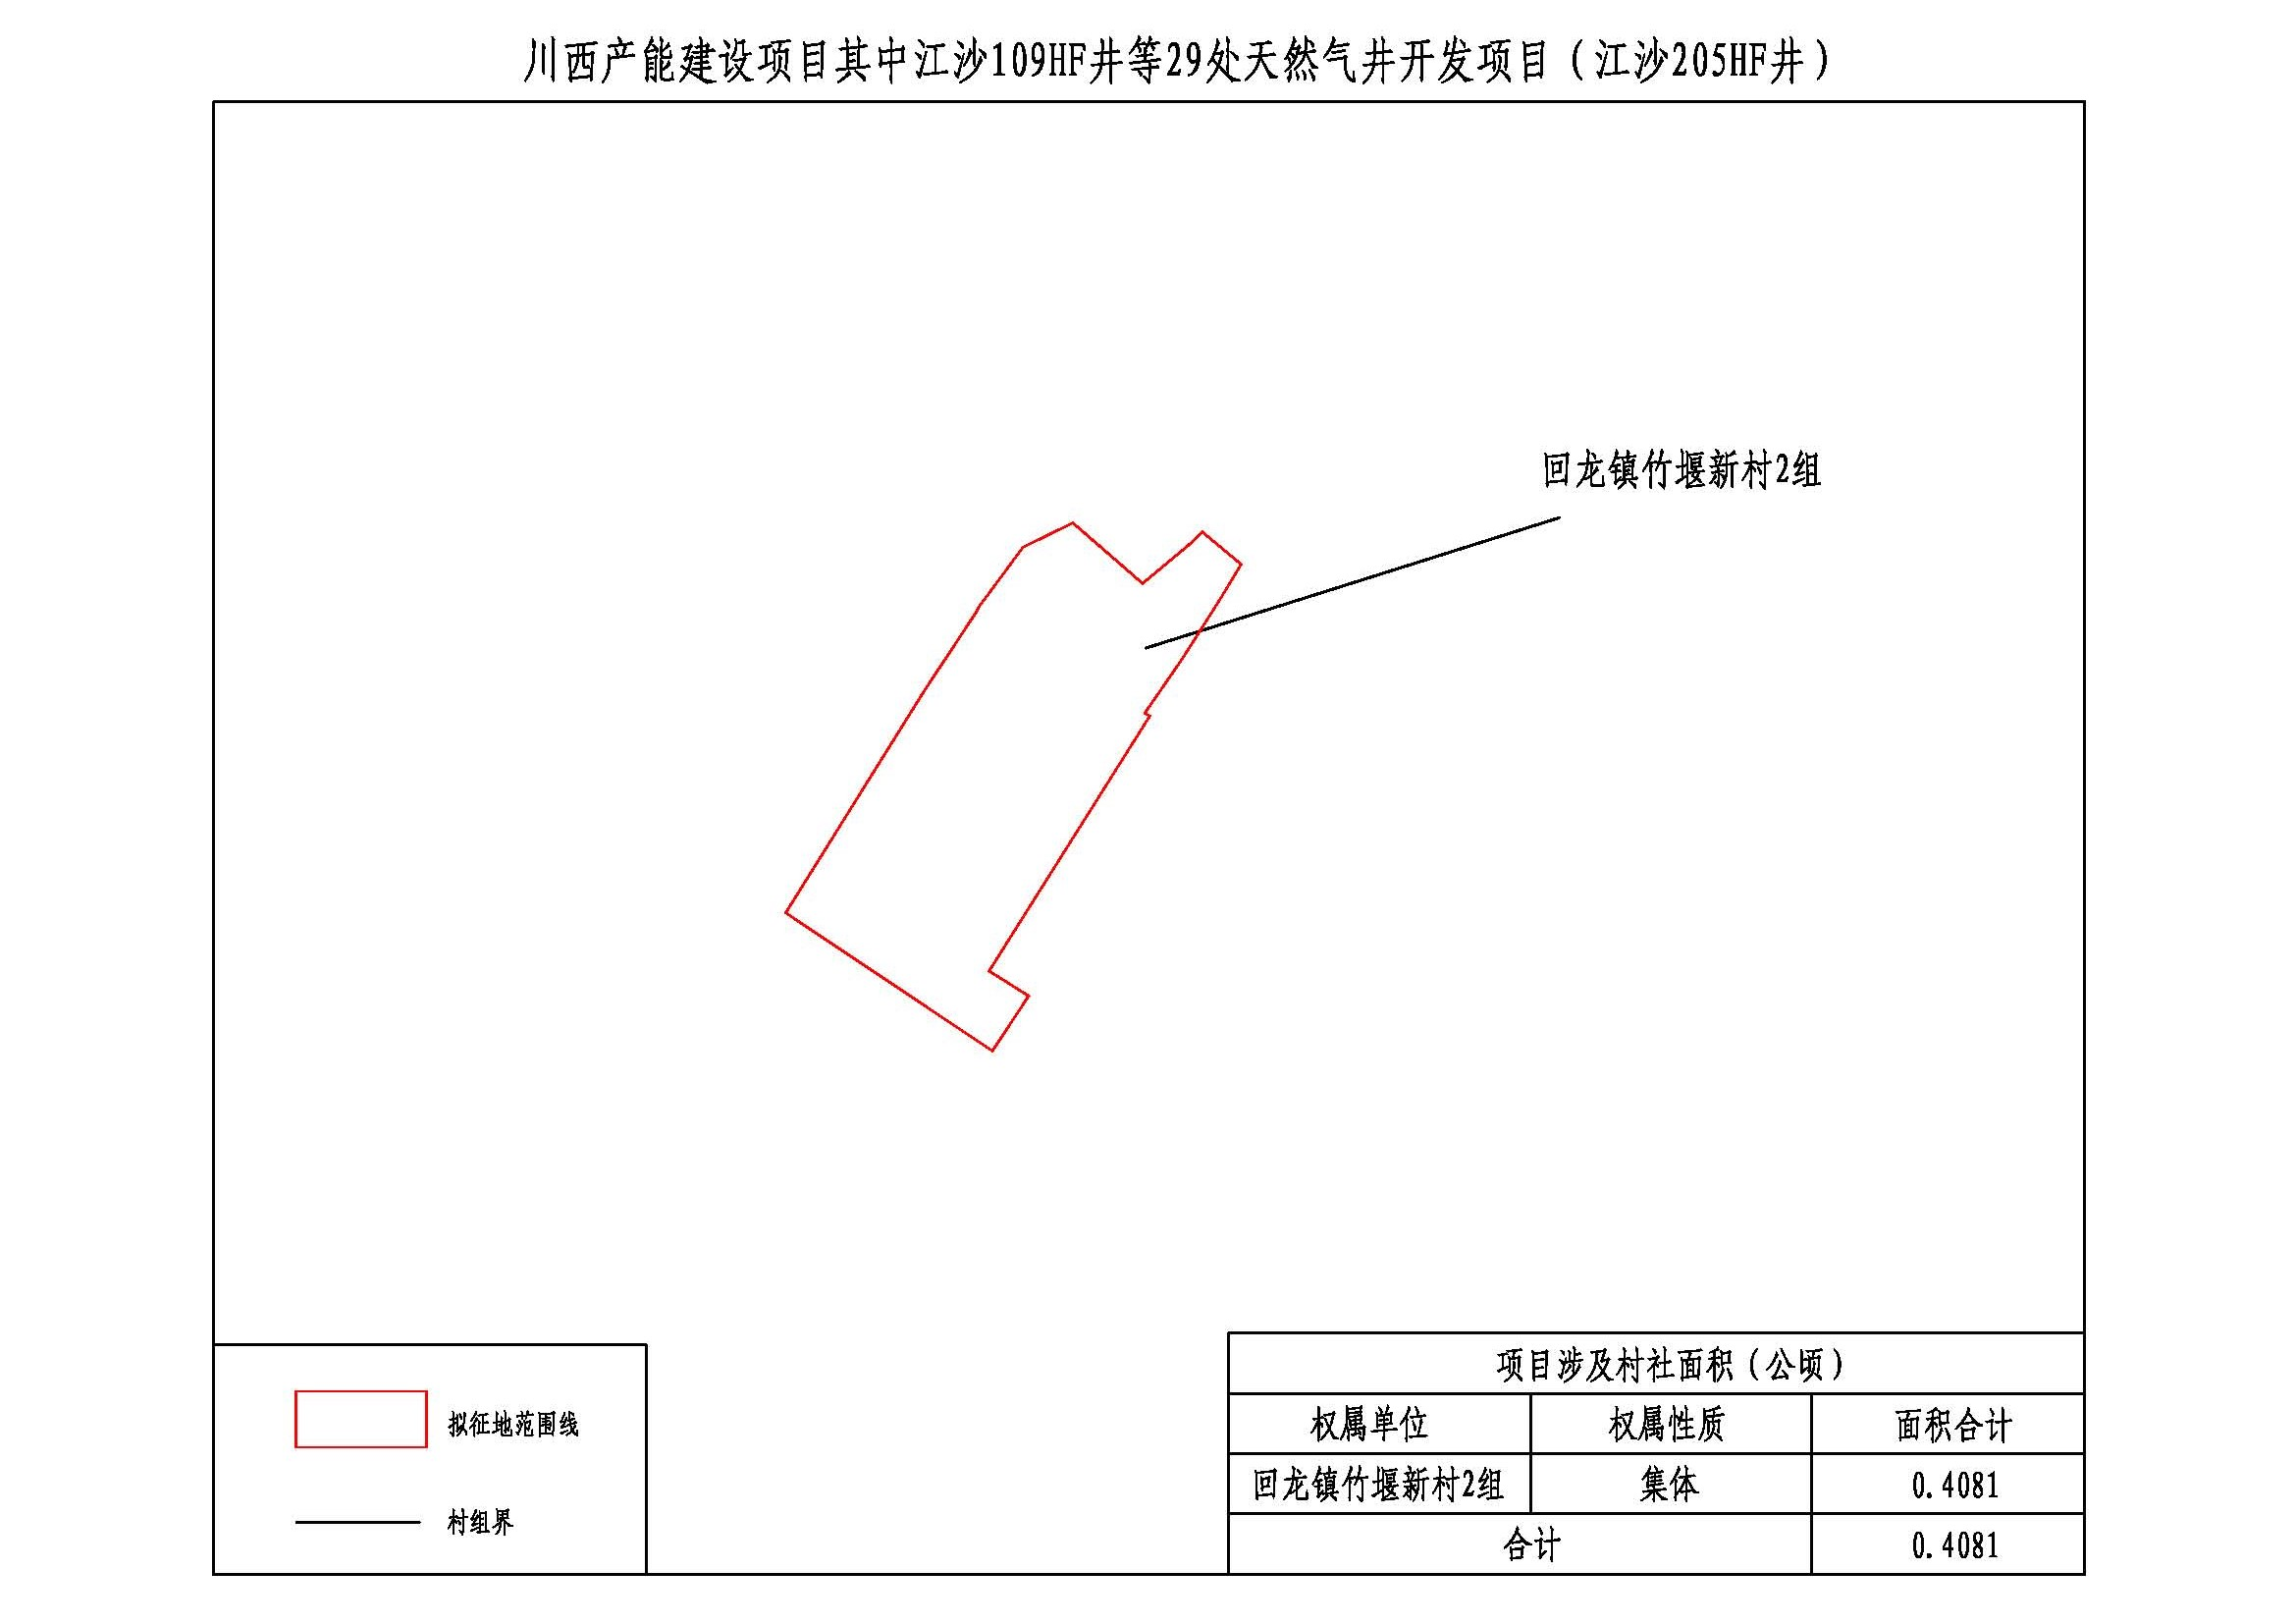 川西产能建设项目其中江沙109HF井等29处天然气井开发项目（江沙205HF井）
回龙镇竹堰新村2组
拟征地范围线
村组界
项目涉及村社面积（公顷）
权属单位 权属性质 面积合计
回龙镇竹堰新村2组 集体 0.4081
合计 0.4081